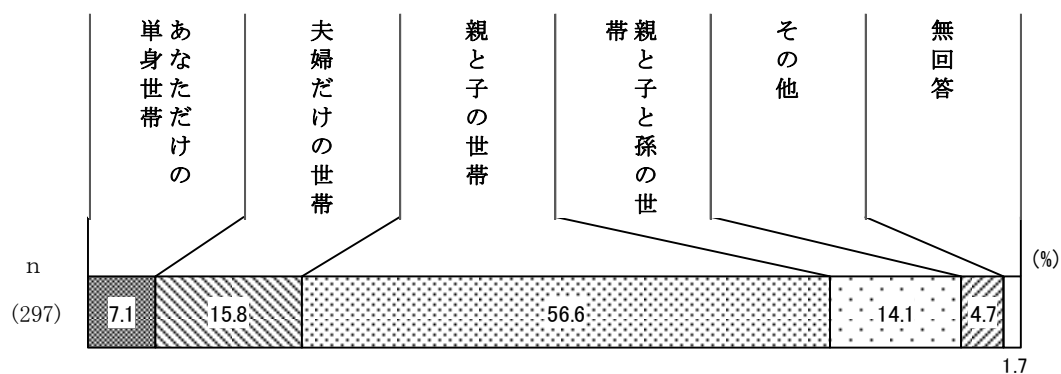 あなただけの
単身世帯
夫婦だけの世帯
親と子の世帯
親と子と孫の世
帯
その他
無回答
n
(%)
(297)
7.1
15.8
56.6
14.1
4.7
1.7